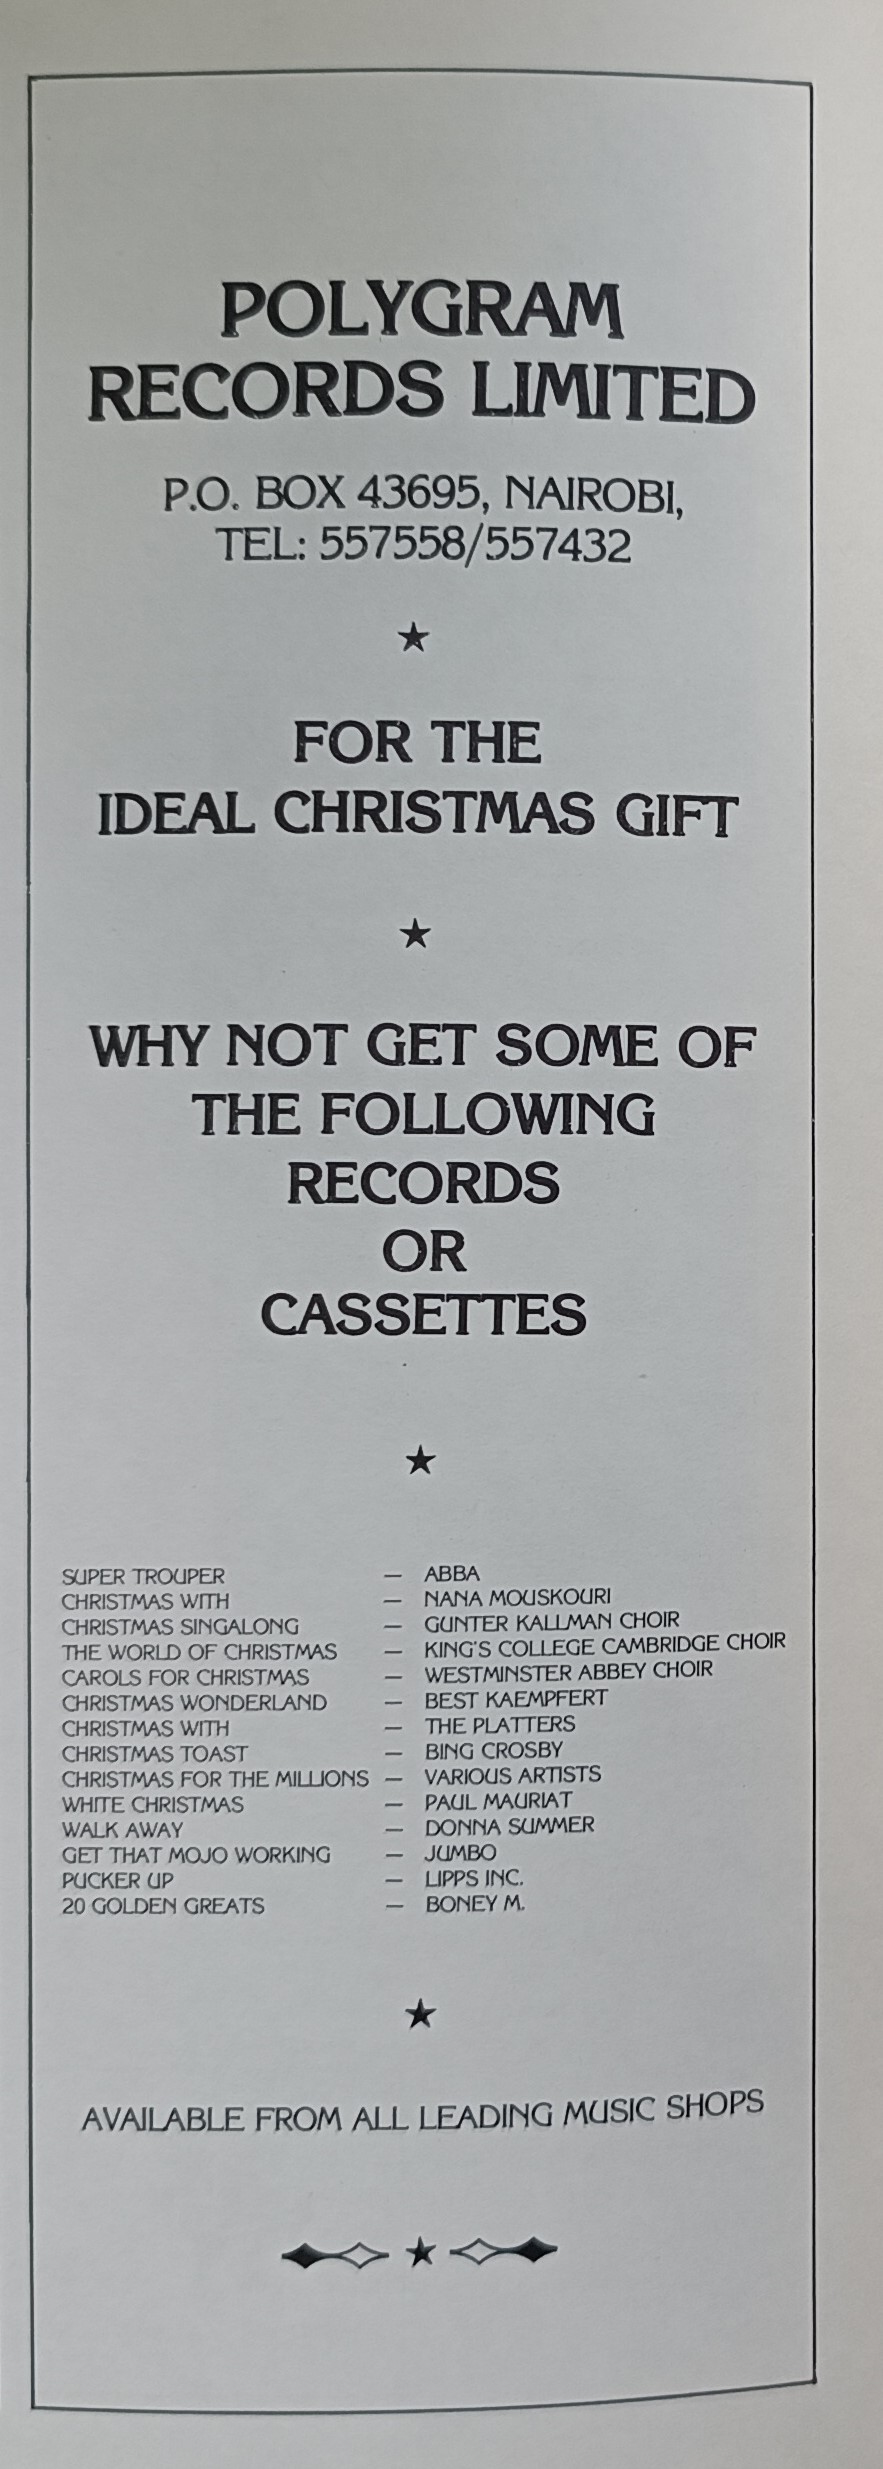 POLYGRAM
RECORDS LIMITED
P.O. BOX 43695, NAIROBI,
TEL: 557558/557432
FOR THE
IDEAL CHRISTMAS GIFT
WHY NOT GET SOME OF
THE FOLLOWING
RECORDS
OR
CASSETTES
SUPER TROUPER — ABBA
CHRISTMAS WITH — NANA MOUSKOURI
CHRISTMAS SINGALONG — GUNTER KALLMAN CHOIR
THE WORLD OF CHRISTMAS — KING'S COLLEGE CAMBRIDGE CHOIR
CAROLS FOR CHRISTMAS — WESTMINSTER ABBEY CHOIR
CHRISTMAS WONDERLAND — BEST KAEMPFERT
CHRISTMAS WITH — THE PLATTERS
CHRISTMAS TOAST — BING CROSBY
CHRISTMAS FOR THE MILLIONS — VARIOUS ARTISTS
WHITE CHRISTMAS — PAUL MAURIAT
WALK AWAY — DONNA SUMMER
GET THAT MOJO WORKING — JUMBO
PUCKER UP — LIPPS INC.
20 GOLDEN GREATS — BONEY M.
AVAILABLE FROM ALL LEADING MUSIC SHOPS